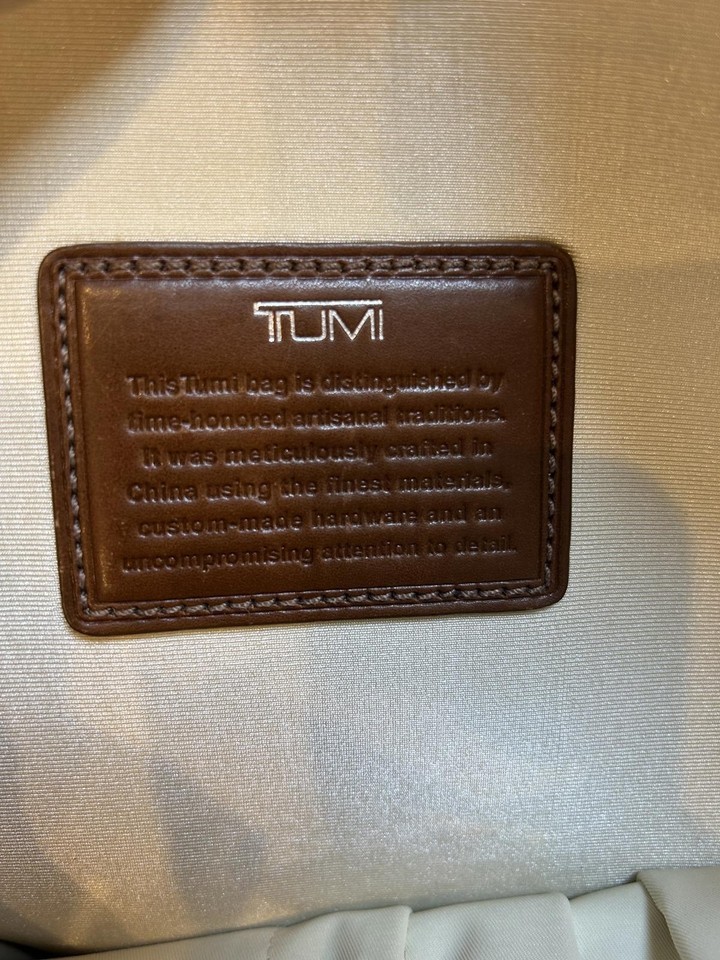 TUMI
This Tumi bag is distinguished by
time-honored artisanal traditions.
It was meticulously crafted in
China using the finest materials,
custom-made hardware and an
uncompromising attention to detail.